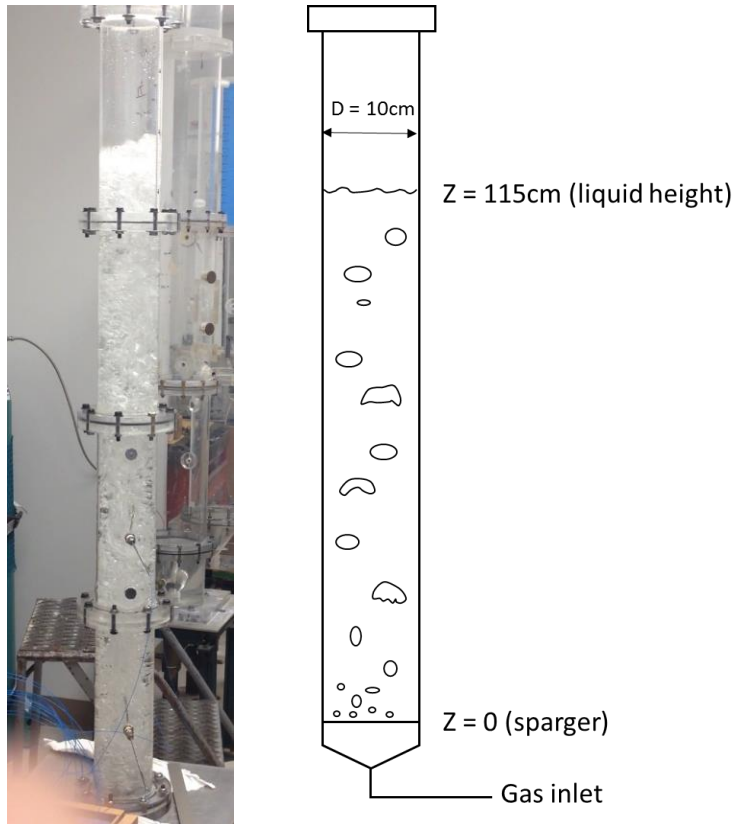 D = 10cm
Z = 115cm (liquid height)
Z = 0 (sparger)
Gas inlet